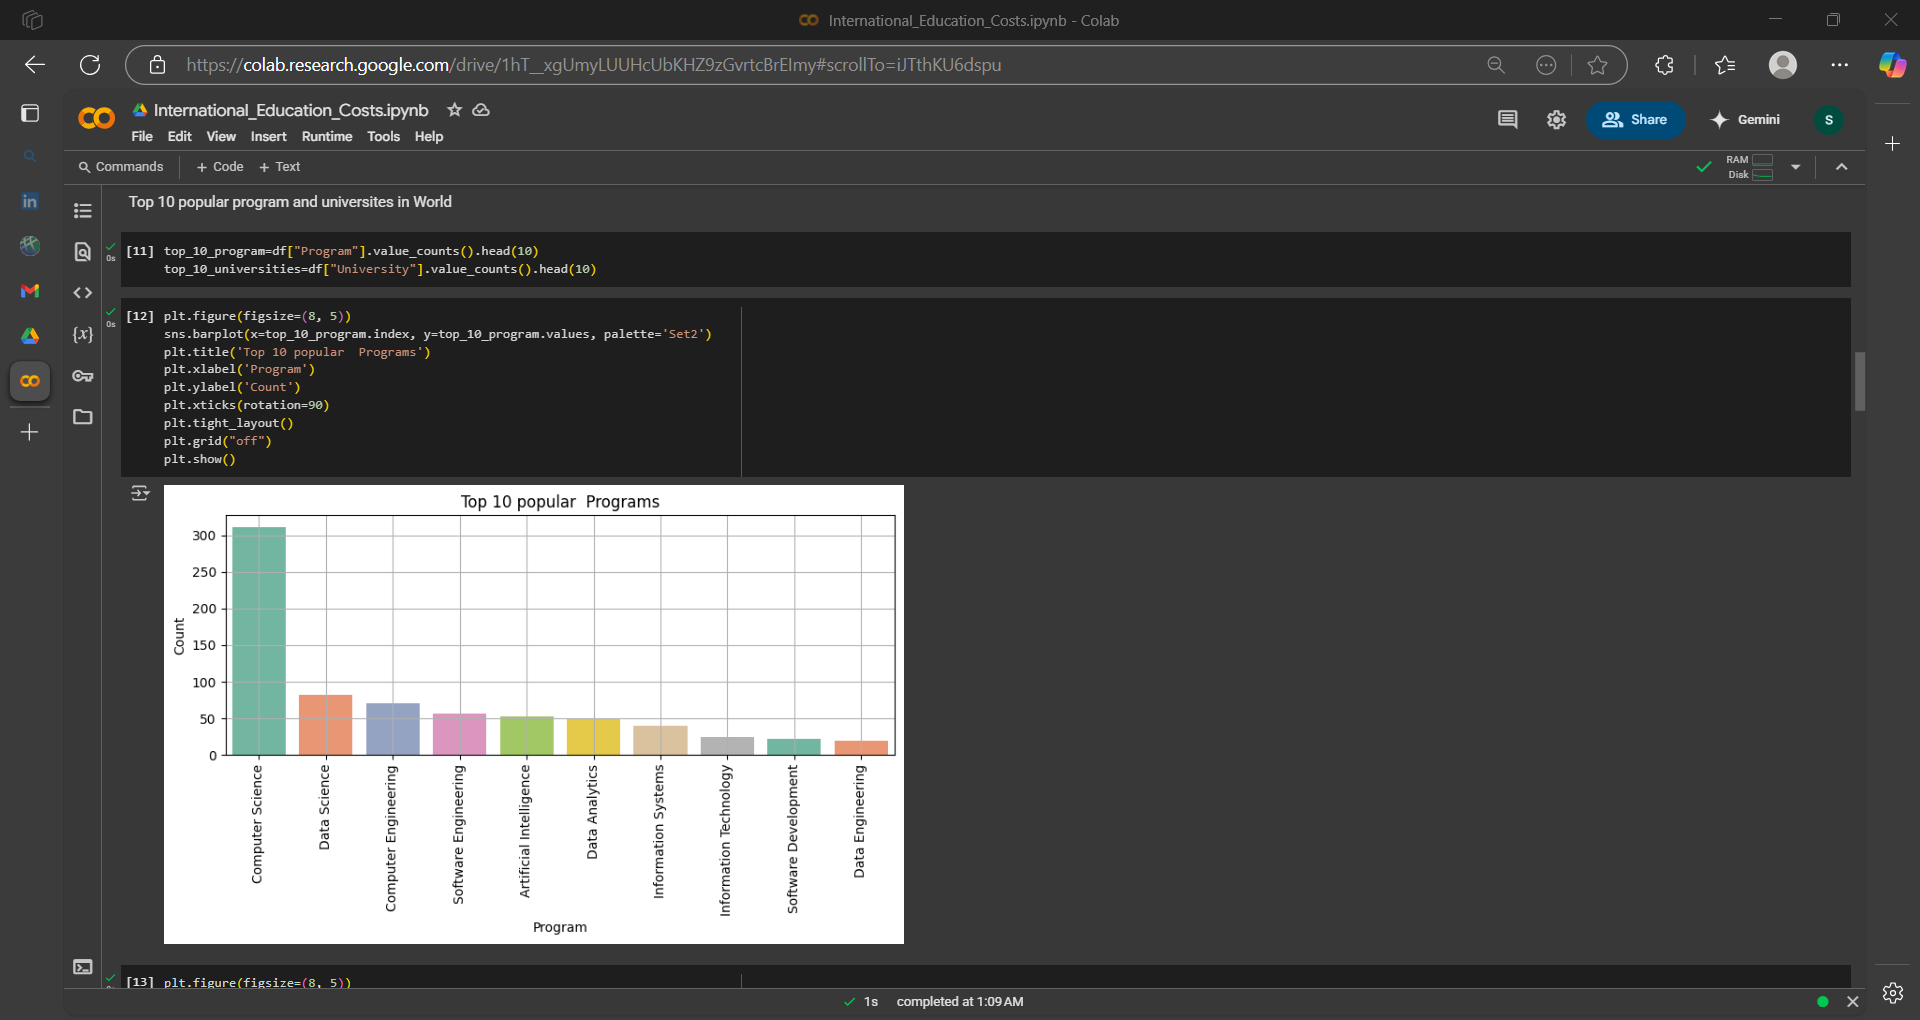 International_Education_Costs.ipynb - Colab
https://colab.research.google.com/drive/1hT__xgUmyLUUHcUbKHZ9zGvrtcBrEImy#scrollTo=iJTthKU6dspu
International_Education_Costs.ipynb
File Edit View Insert Runtime Tools Help
Share
Gemini
S
Commands + Code + Text
RAM
Disk
Top 10 popular program and universites in World
0s
[11] top_10_program=df["Program"].value_counts().head(10)
top_10_universities=df["University"].value_counts().head(10)
0s
[12] plt.figure(figsize=(8, 5))
sns.barplot(x=top_10_program.index, y=top_10_program.values, palette='Set2')
plt.title('Top 10 popular  Programs')
plt.xlabel('Program')
plt.ylabel('Count')
plt.xticks(rotation=90)
plt.tight_layout()
plt.grid("off")
plt.show()
Top 10 popular  Programs
300
250
200
150
100
50
0
Count
Computer Science
Data Science
Computer Engineering
Software Engineering
Artificial Intelligence
Data Analytics
Information Systems
Information Technology
Software Development
Data Engineering
Program
[13] plt.figure(figsize=(8, 5))
1s completed at 1:09 AM